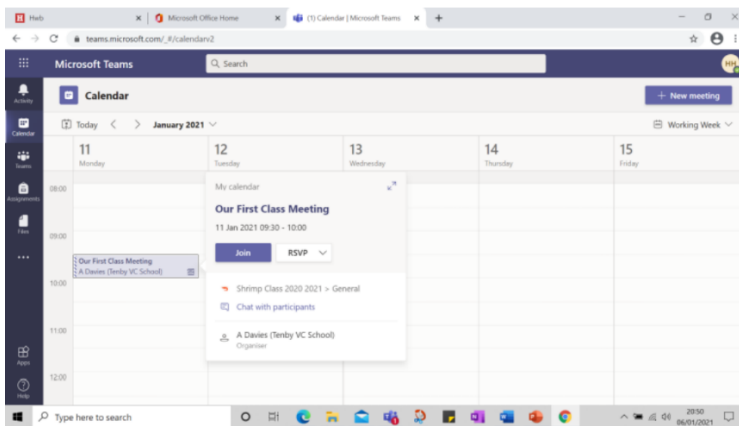 Hwb
Microsoft Office Home
(1) Calendar | Microsoft Teams
teams.microsoft.com/_#/calendarv2
Microsoft Teams
Search
HH
Activity
Calendar
Teams
Assignments
Files
Apps
Help
Calendar
+ New meeting
Today
January 2021
Working Week
11
Monday
12
Tuesday
13
Wednesday
14
Thursday
15
Friday
08:00
09:00
10:00
11:00
12:00
Our First Class Meeting
A Davies (Tenby VC School)
My calendar
Our First Class Meeting
11 Jan 2021 09:30 - 10:00
Join
RSVP
Shrimp Class 2020 2021 > General
Chat with participants
A Davies (Tenby VC School)
Organiser
Type here to search
20:50
06/01/2021